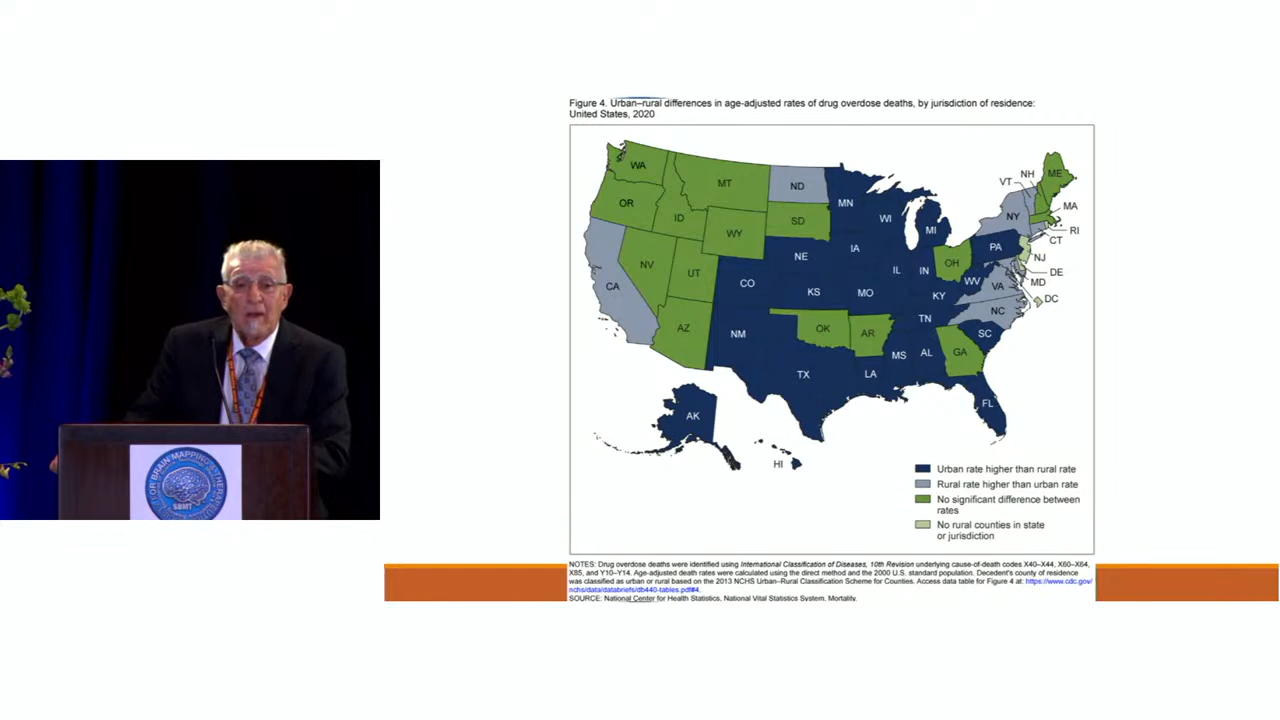 Figure 4. Urban–rural differences in age-adjusted rates of drug overdose deaths, by jurisdiction of residence:
United States, 2020
WA
MT
ND
MN
OR
ID
SD
WY
WI
MI
NH
VT
ME
NY
MA
RI
CT
NV
UT
NE
IA
PA
NJ
CA
CO
KS
MO
IL
IN
OH
WV
VA
DE
MD
DC
KY
AZ
NM
OK
AR
TN
NC
SC
TX
LA
MS
AL
GA
FL
AK
HI
Urban rate higher than rural rate
Rural rate higher than urban rate
No significant difference between
rates
No rural counties in state
or jurisdiction
NOTES: Drug overdose deaths were identified using International Classification of Diseases, 10th Revision underlying cause-of-death codes X40–X44, X60–X64,
X85, and Y10–Y14. Age-adjusted death rates were calculated using the direct method and the 2000 U.S. standard population. Decedent's county of residence
was classified as urban or rural based on the 2013 NCHS Urban–Rural Classification Scheme for Counties. Access data table for Figure 4 at: https://www.cdc.gov/
nchs/data/databriefs/db440-tables.pdf#4.
SOURCE: National Center for Health Statistics, National Vital Statistics System, Mortality.
FOR BRAIN MAPPING &
SBMT